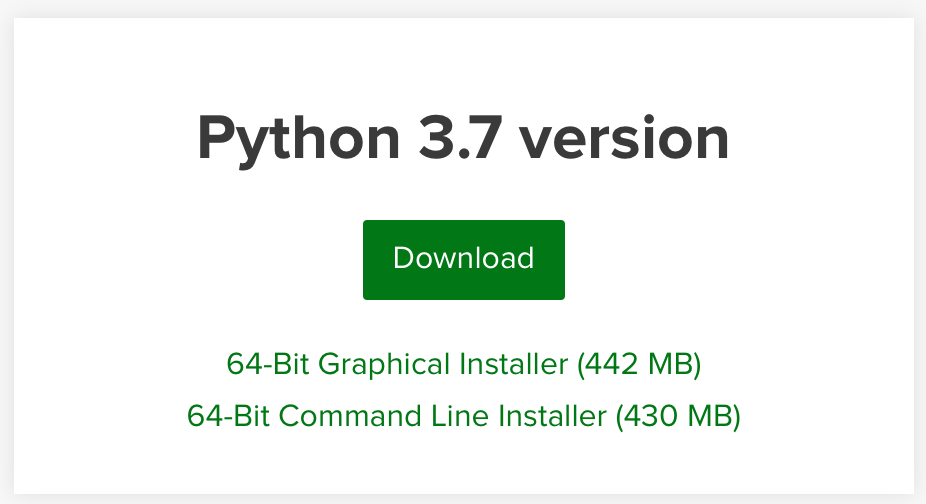 Python 3.7 version
Download
64-Bit Graphical Installer (442 MB)
64-Bit Command Line Installer (430 MB)